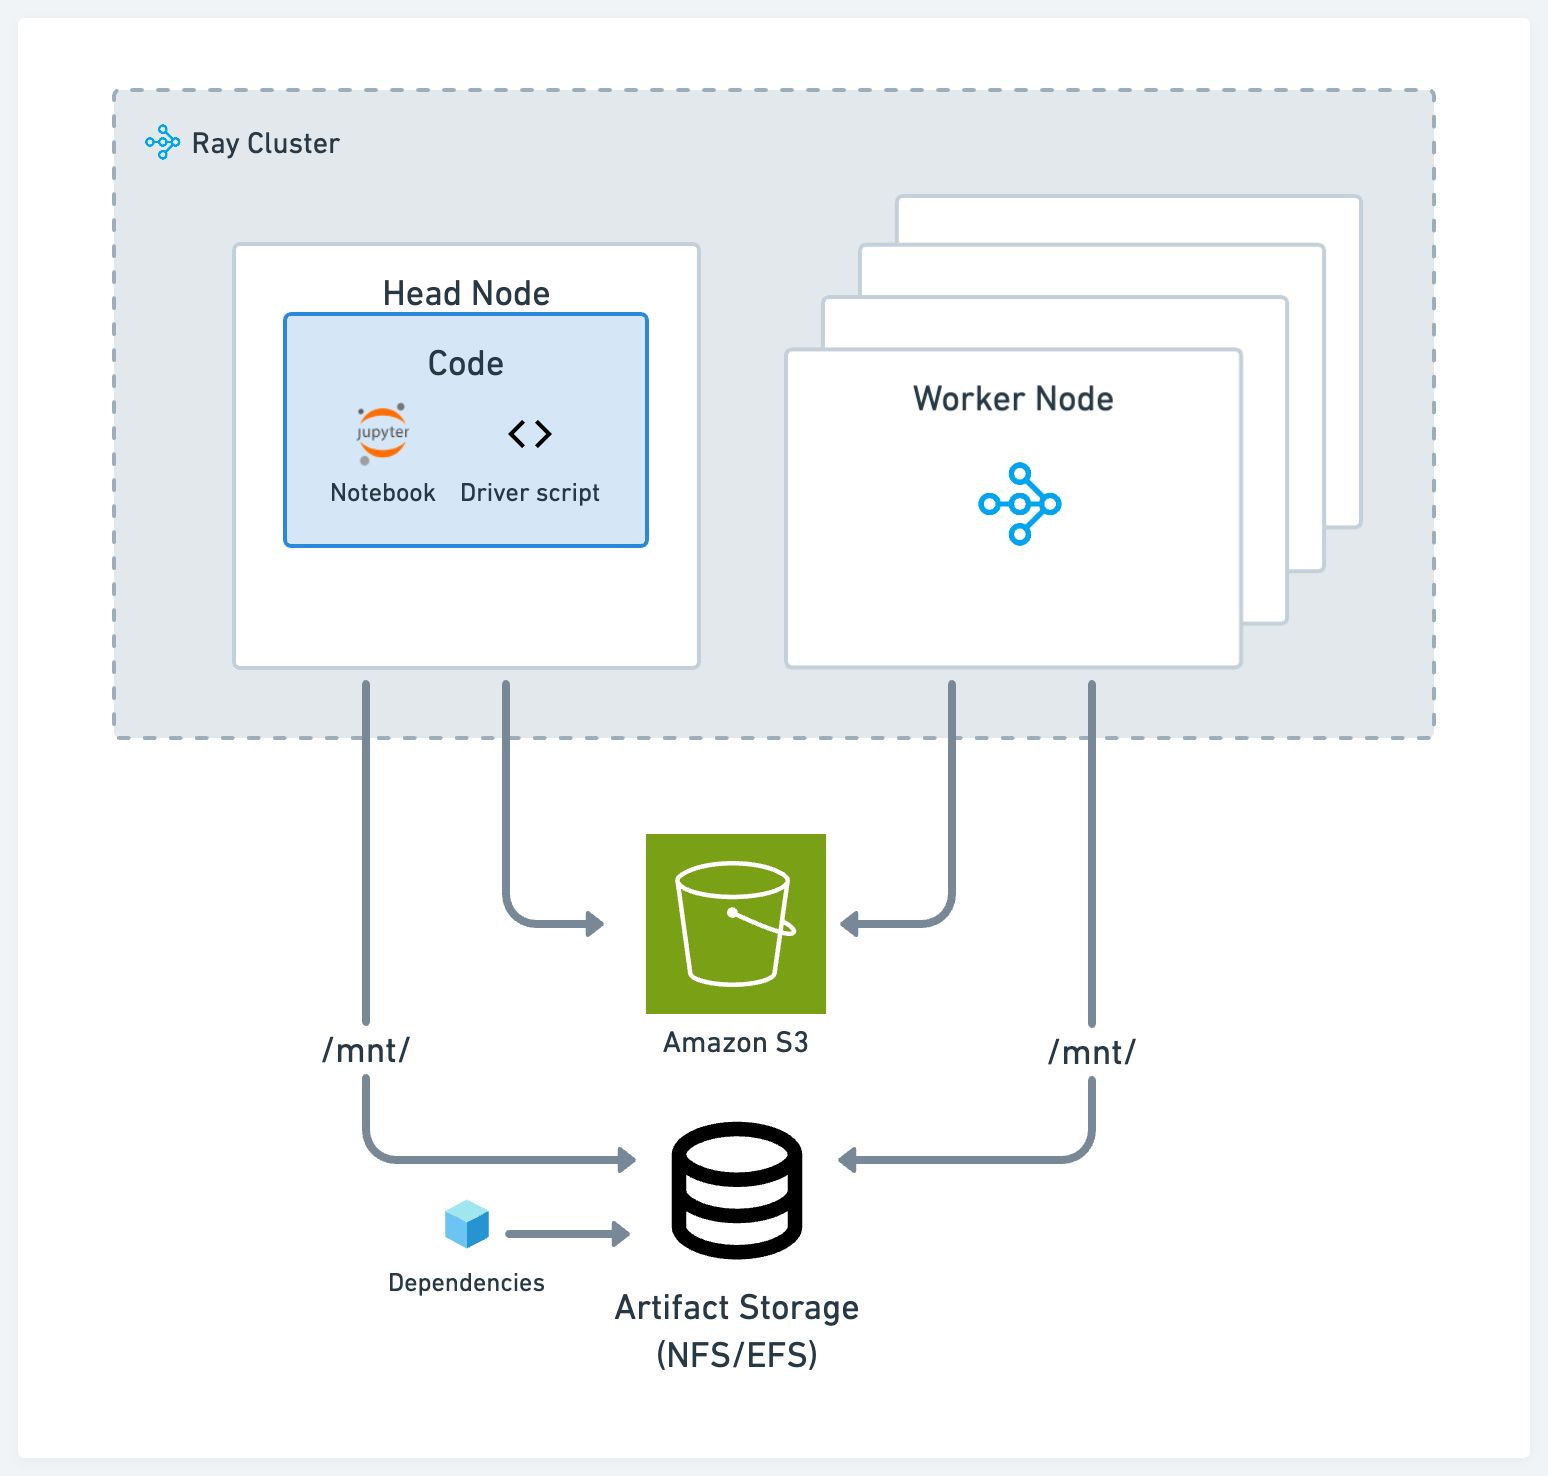 Ray Cluster
Head Node
Code
jupyter
Notebook
Driver script
Worker Node
Amazon S3
/mnt/
/mnt/
Dependencies
Artifact Storage
(NFS/EFS)